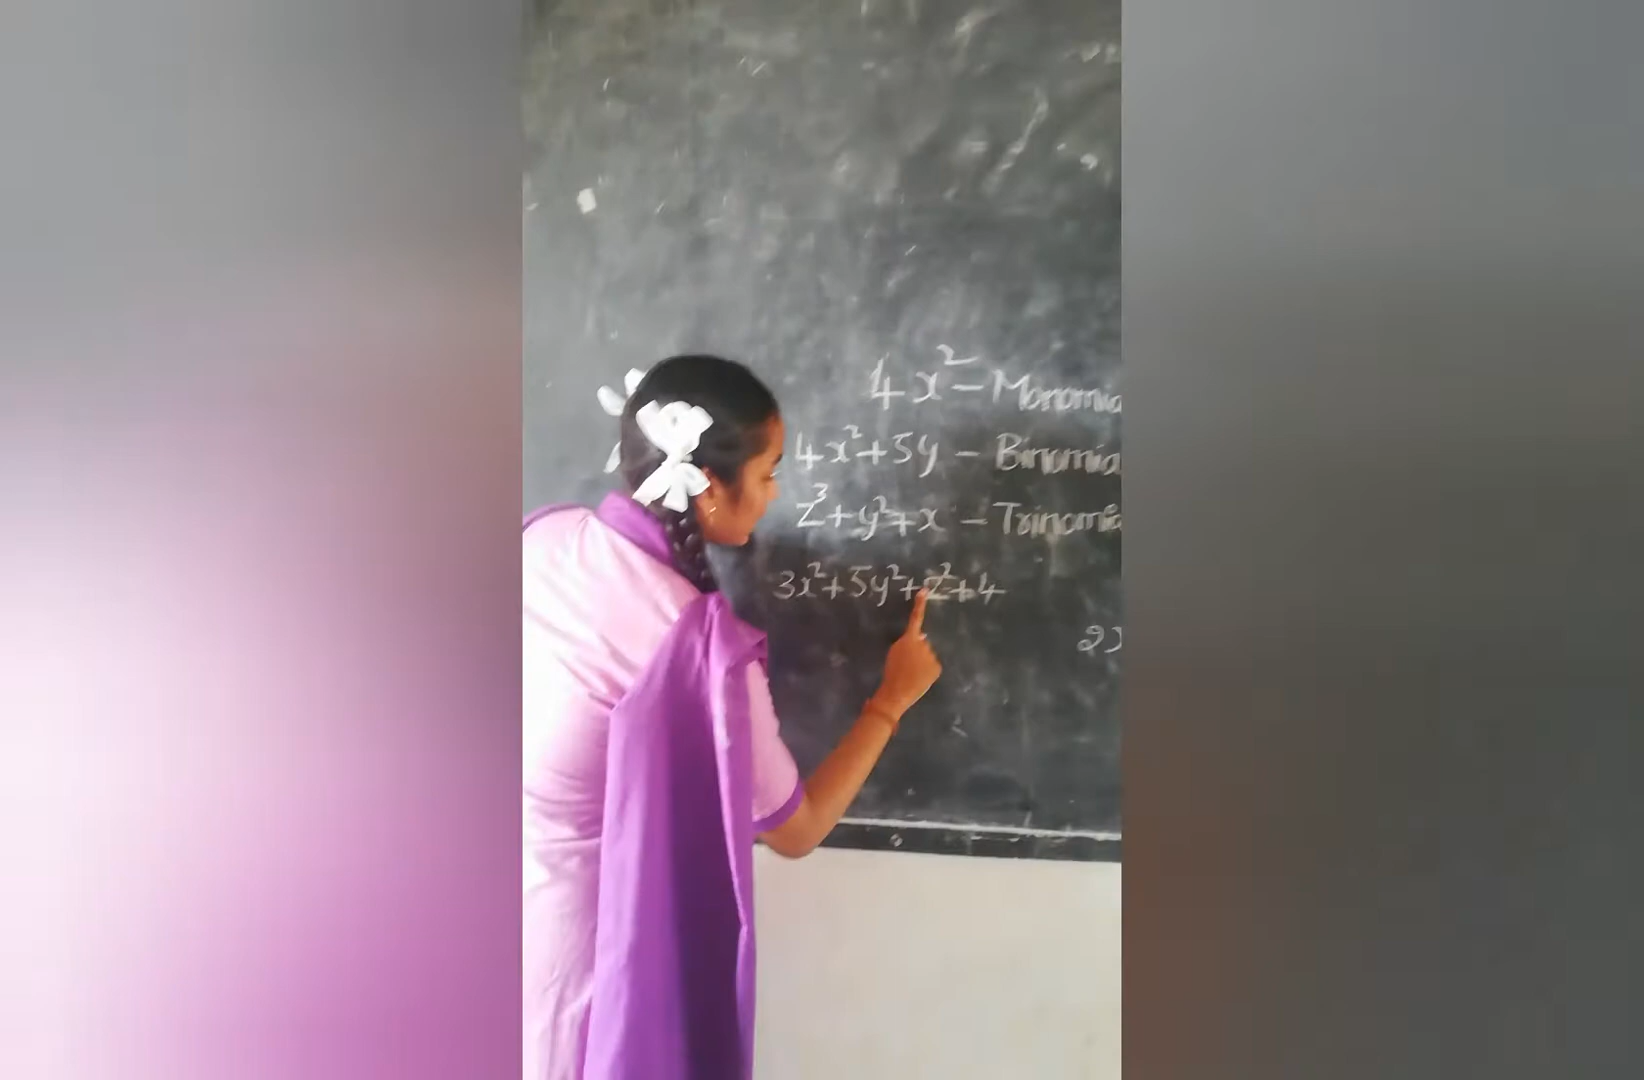 4x² - Monomia
4x²+5y - Binomia
z³+y²+x - Trinomia
3x²+5y²+z²+4